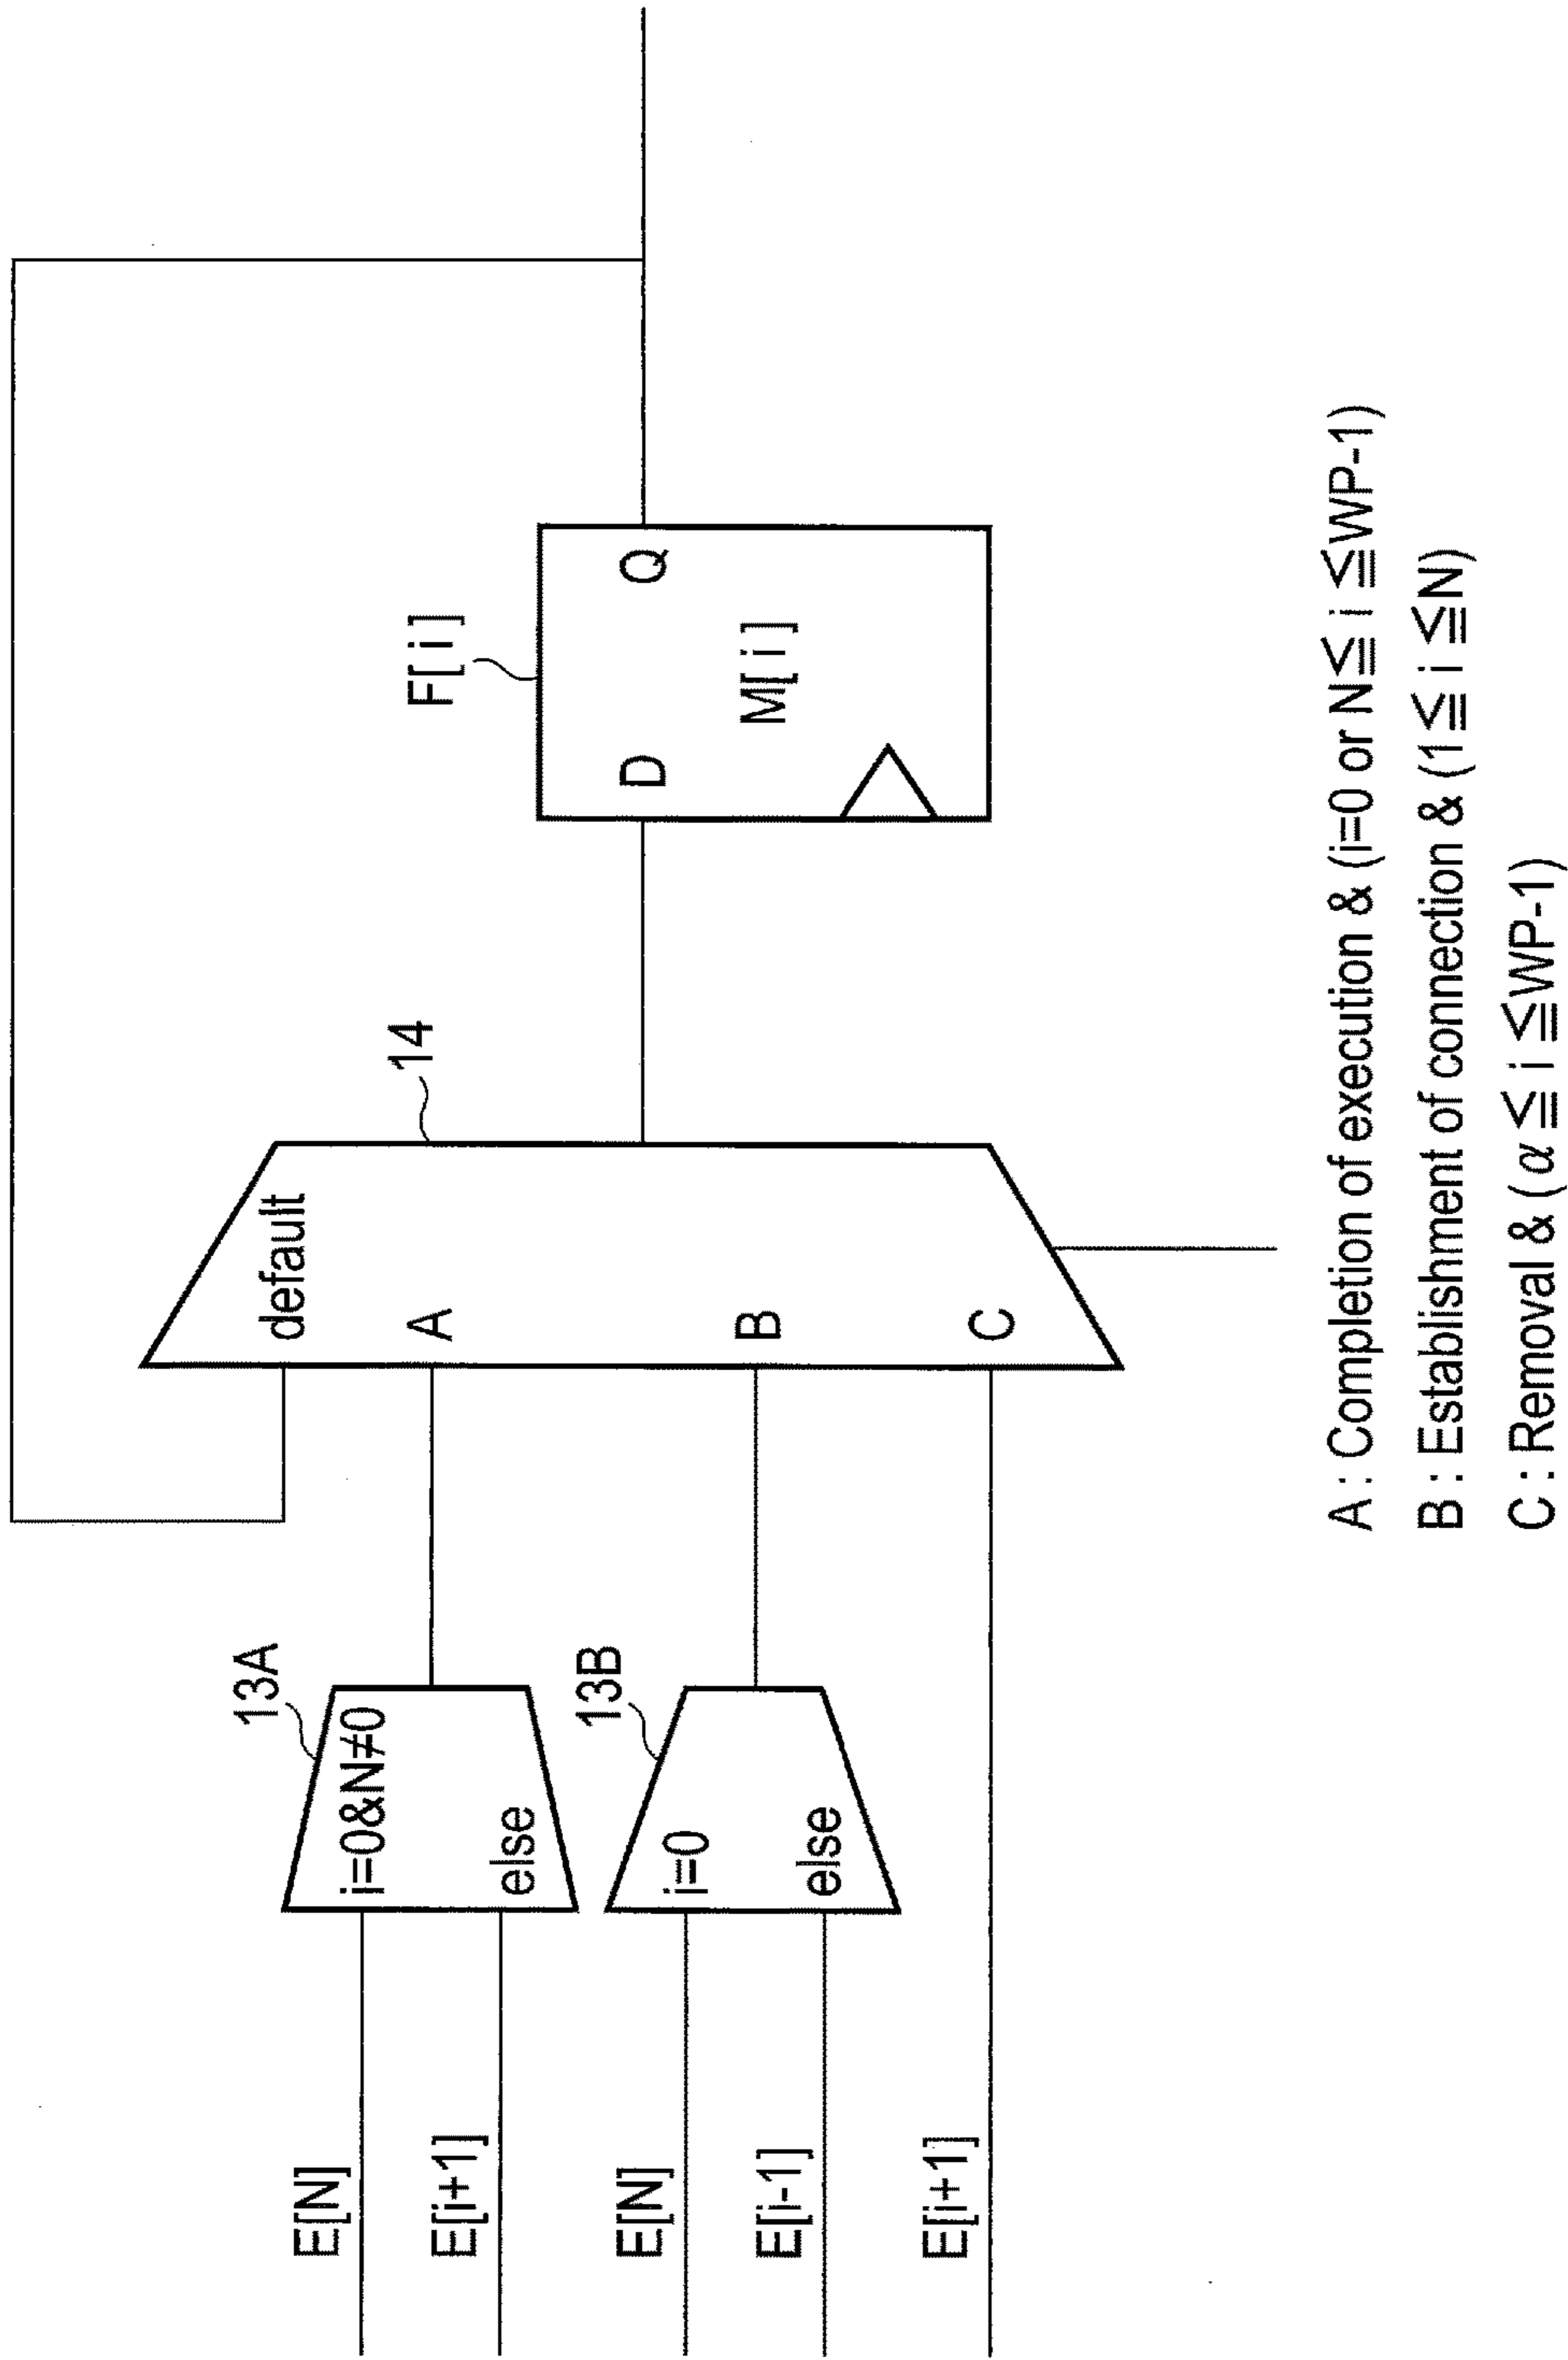 F[ i ]
D
Q
M[ i ]
14
default
A
B
C
13A
i=0&N≠0
else
13B
i=0
else
E[N]
E[i+1]
E[N]
E[i-1]
E[i+1]
A : Completion of execution & (i=0 or N≦ i ≦WP-1)
B : Establishment of connection & (1≦ i ≦N)
C : Removal & ( α ≦ i ≦WP-1)